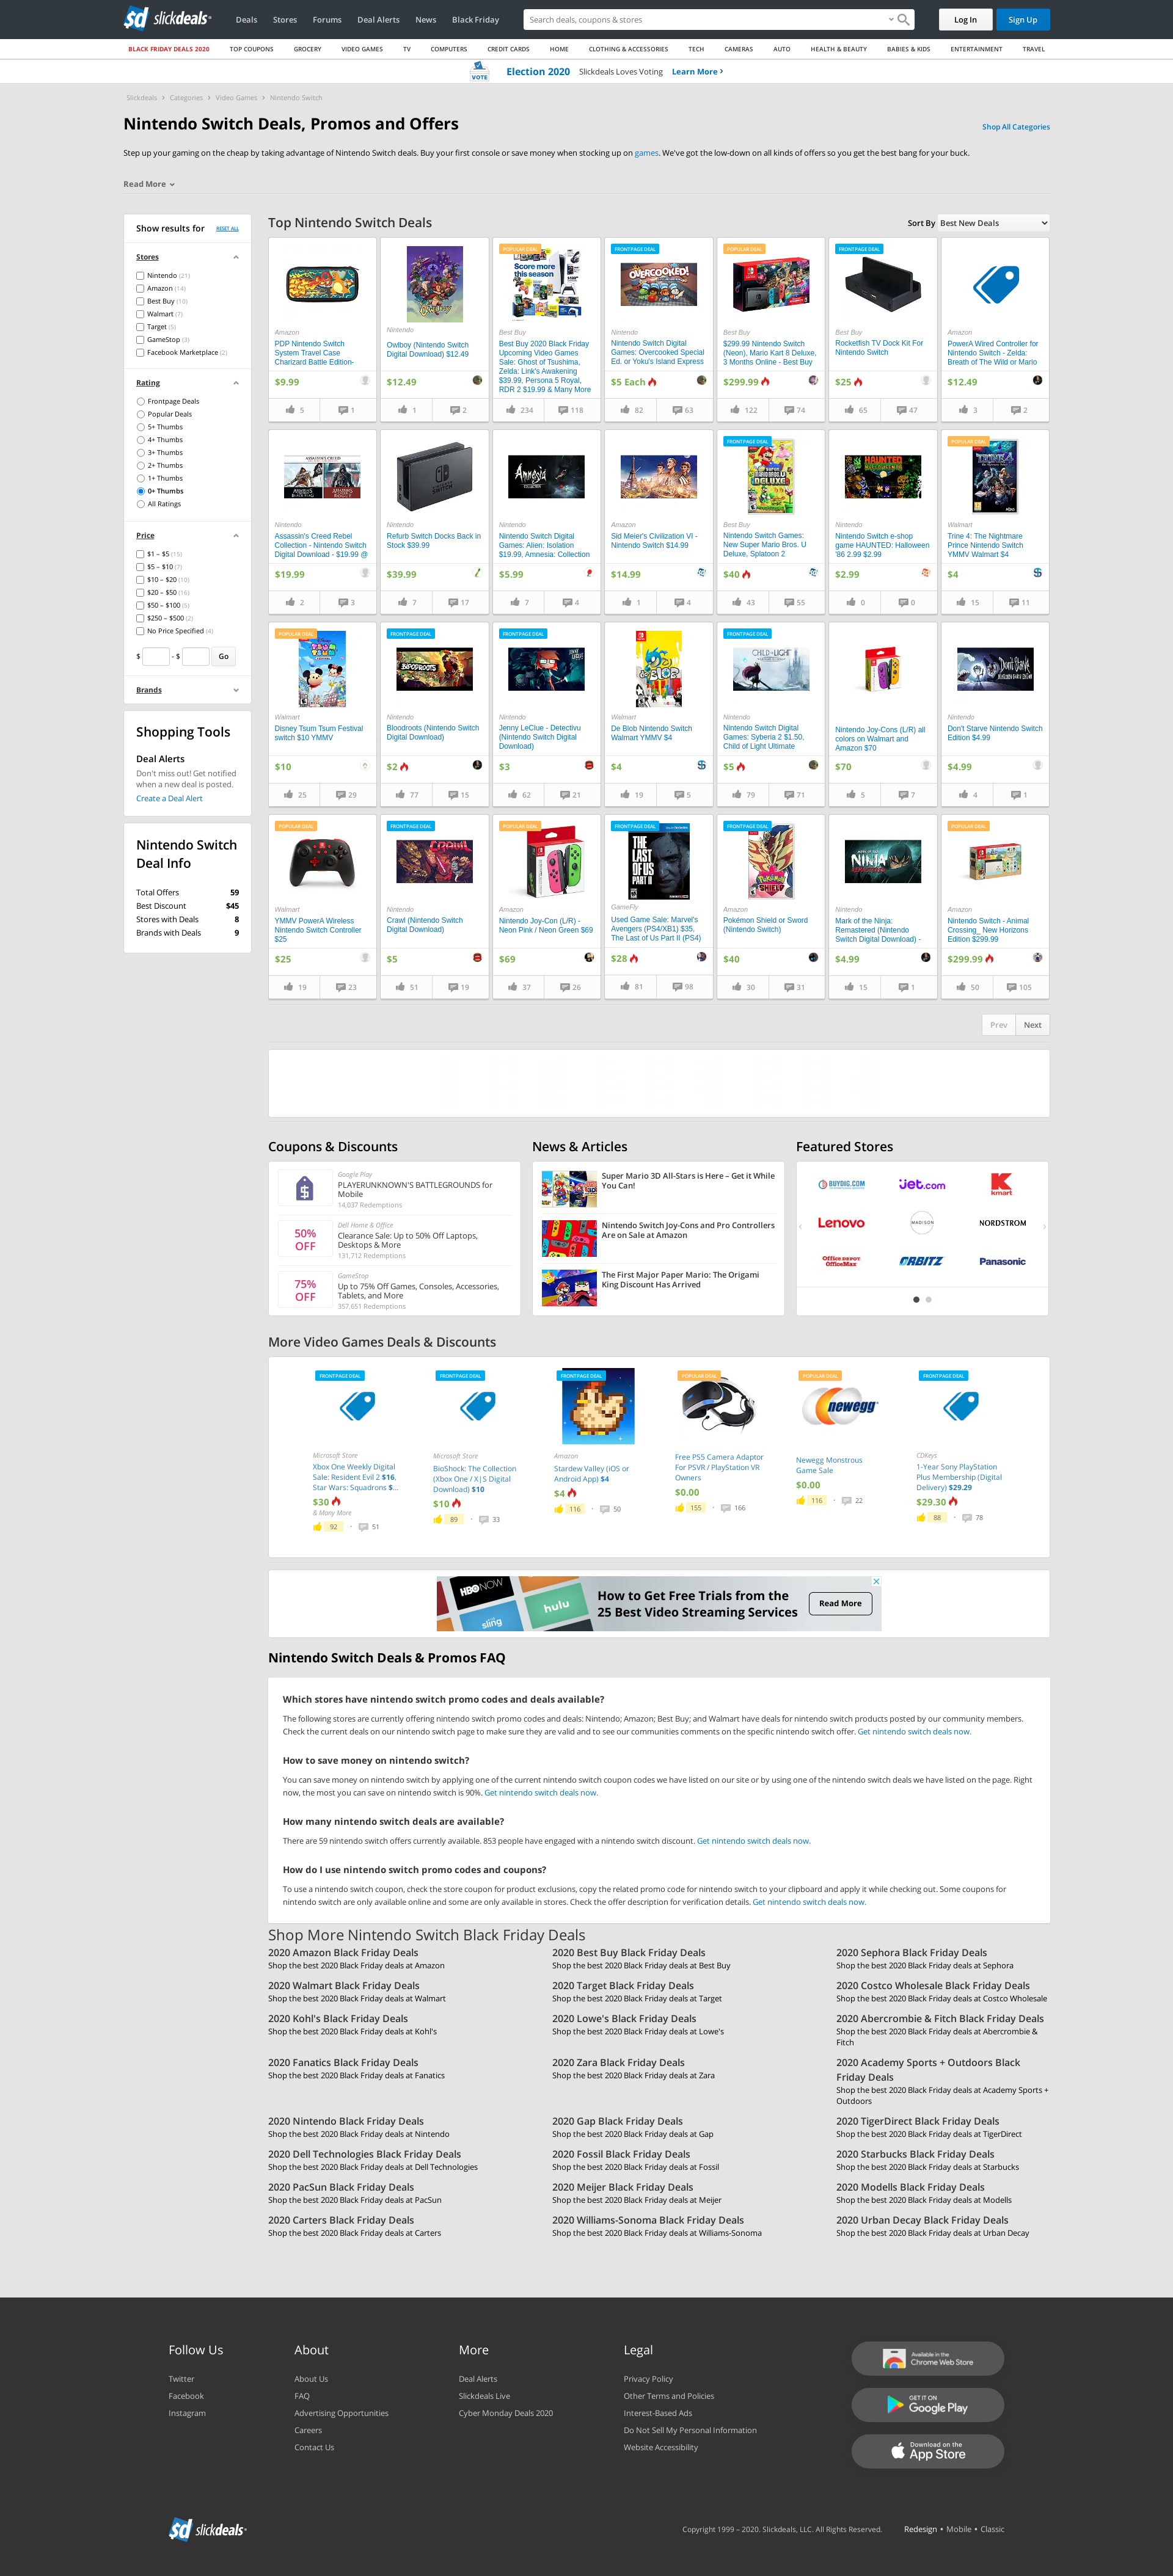 slickdeals
Deals Stores Forums Deal Alerts News Black Friday
Search deals, coupons & stores
Log In
Sign Up
BLACK FRIDAY DEALS 2020 TOP COUPONS GROCERY VIDEO GAMES TV COMPUTERS CREDIT CARDS HOME CLOTHING & ACCESSORIES TECH CAMERAS AUTO HEALTH & BEAUTY BABIES & KIDS ENTERTAINMENT TRAVEL
VOTE Election 2020 Slickdeals Loves Voting Learn More ›
Slickdeals › Categories › Video Games › Nintendo Switch
Nintendo Switch Deals, Promos and Offers
Shop All Categories
Step up your gaming on the cheap by taking advantage of Nintendo Switch deals. Buy your first console or save money when stocking up on games. We've got the low-down on all kinds of offers so you get the best bang for your buck.
Read More
Show results for RESET ALL
Stores
Nintendo (21)
Amazon (14)
Best Buy (10)
Walmart (7)
Target (5)
GameStop (3)
Facebook Marketplace (2)
Rating
Frontpage Deals
Popular Deals
5+ Thumbs
4+ Thumbs
3+ Thumbs
2+ Thumbs
1+ Thumbs
0+ Thumbs
All Ratings
Price
$1 – $5 (15)
$5 – $10 (7)
$10 – $20 (10)
$20 – $50 (16)
$50 – $100 (5)
$250 – $500 (2)
No Price Specified (4)
$ - $ Go
Brands
Shopping Tools
Deal Alerts
Don't miss out! Get notified
when a new deal is posted.
Create a Deal Alert
Nintendo Switch
Deal Info
Total Offers 59
Best Discount $45
Stores with Deals 8
Brands with Deals 9
Top Nintendo Switch Deals
Sort By Best New Deals
Amazon
PDP Nintendo Switch
System Travel Case
Charizard Battle Edition-
$9.99
5 1
Nintendo
Owlboy (Nintendo Switch
Digital Download) $12.49
$12.49
1 2
POPULAR DEAL
Score more
this season
Best Buy
Best Buy 2020 Black Friday
Upcoming Video Games
Sale: Ghost of Tsushima,
Zelda: Link's Awakening
$39.99, Persona 5 Royal,
RDR 2 $19.99 & Many More
234 118
FRONTPAGE DEAL
OVERCOOKED!
Nintendo
Nintendo Switch Digital
Games: Overcooked Special
Ed. or Yoku's Island Express
$5 Each
82 63
POPULAR DEAL
Best Buy
$299.99 Nintendo Switch
(Neon), Mario Kart 8 Deluxe,
3 Months Online - Best Buy
$299.99
122 74
FRONTPAGE DEAL
Best Buy
Rocketfish TV Dock Kit For
Nintendo Switch
$25
65 47
Amazon
PowerA Wired Controller for
Nintendo Switch - Zelda:
Breath of The Wild or Mario
$12.49
3 2
Nintendo
Assassin's Creed Rebel
Collection - Nintendo Switch
Digital Download - $19.99 @
$19.99
2 3
Nintendo
Refurb Switch Docks Back in
Stock $39.99
$39.99
7 17
Amnesia
Nintendo
Nintendo Switch Digital
Games: Alien: Isolation
$19.99, Amnesia: Collection
$5.99
7 4
Amazon
Sid Meier's Civilization VI -
Nintendo Switch $14.99
$14.99
1 4
FRONTPAGE DEAL
DELUXE
Best Buy
Nintendo Switch Games:
New Super Mario Bros. U
Deluxe, Splatoon 2
$40
43 55
HAUNTED
Nintendo
Nintendo Switch e-shop
game HAUNTED: Halloween
'86 2.99 $2.99
$2.99
0 0
POPULAR DEAL
TRINE 4
Walmart
Trine 4: The Nightmare
Prince Nintendo Switch
YMMV Walmart $4
$4
15 11
POPULAR DEAL
TSUM TSUM
Walmart
Disney Tsum Tsum Festival
switch $10 YMMV
$10
25 29
FRONTPAGE DEAL
BLOODROOTS
Nintendo
Bloodroots (Nintendo Switch
Digital Download)
$2
77 15
FRONTPAGE DEAL
Nintendo
Jenny LeClue - Detectivu
(Nintendo Switch Digital
Download)
$3
62 21
Walmart
De Blob Nintendo Switch
Walmart YMMV $4
$4
19 5
FRONTPAGE DEAL
CHILD of LIGHT
Nintendo
Nintendo Switch Digital
Games: Syberia 2 $1.50,
Child of Light Ultimate
$5
79 71
Nintendo Joy-Cons (L/R) all
colors on Walmart and
Amazon $70
$70
5 7
Don't Starve
Nintendo
Don't Starve Nintendo Switch
Edition $4.99
$4.99
4 1
POPULAR DEAL
Walmart
YMMV PowerA Wireless
Nintendo Switch Controller
$25
$25
19 23
FRONTPAGE DEAL
CRAWL
Nintendo
Crawl (Nintendo Switch
Digital Download)
$5
51 19
POPULAR DEAL
Amazon
Nintendo Joy-Con (L/R) -
Neon Pink / Neon Green $69
$69
37 26
FRONTPAGE DEAL
THE
LAST
OF US
PART II
GameFly
Used Game Sale: Marvel's
Avengers (PS4/XB1) $35,
The Last of Us Part II (PS4)
$28
81 98
FRONTPAGE DEAL
Pokémon
SHIELD
Amazon
Pokémon Shield or Sword
(Nintendo Switch)
$40
30 31
NINJA
Nintendo
Mark of the Ninja:
Remastered (Nintendo
Switch Digital Download) -
$4.99
15 1
POPULAR DEAL
Amazon
Nintendo Switch - Animal
Crossing_ New Horizons
Edition $299.99
$299.99
50 105
Prev Next
Coupons & Discounts
Google Play
PLAYERUNKNOWN'S BATTLEGROUNDS for
Mobile
14,037 Redemptions
50%
OFF
Dell Home & Office
Clearance Sale: Up to 50% Off Laptops,
Desktops & More
131,712 Redemptions
75%
OFF
GameStop
Up to 75% Off Games, Consoles, Accessories,
Tablets, and More
357,651 Redemptions
News & Articles
Super Mario 3D All-Stars is Here – Get it While
You Can!
Nintendo Switch Joy-Cons and Pro Controllers
Are on Sale at Amazon
The First Major Paper Mario: The Origami
King Discount Has Arrived
Featured Stores
BUYDIG.COM jet.com kmart
Lenovo MADISON NORDSTROM
Office DEPOT
OfficeMax ORBITZ Panasonic
More Video Games Deals & Discounts
FRONTPAGE DEAL
Microsoft Store
Xbox One Weekly Digital
Sale: Resident Evil 2 $16,
Star Wars: Squadrons $...
$30
& Many More
92 · 51
FRONTPAGE DEAL
Microsoft Store
BioShock: The Collection
(Xbox One / X|S Digital
Download) $10
$10
89 · 33
FRONTPAGE DEAL
Amazon
Stardew Valley (iOS or
Android App) $4
$4
116 · 50
POPULAR DEAL
Free PS5 Camera Adaptor
For PSVR / PlayStation VR
Owners
$0.00
155 · 166
POPULAR DEAL
newegg
Newegg Monstrous
Game Sale
$0.00
116 · 22
FRONTPAGE DEAL
CDKeys
1-Year Sony PlayStation
Plus Membership (Digital
Delivery) $29.29
$29.30
88 · 78
HBO NOW
sling
hulu
How to Get Free Trials from the
25 Best Video Streaming Services
Read More
Nintendo Switch Deals & Promos FAQ
Which stores have nintendo switch promo codes and deals available?
The following stores are currently offering nintendo switch promo codes and deals: Nintendo; Amazon; Best Buy; and Walmart have deals for nintendo switch products posted by our community members.
Check the current deals on our nintendo switch page to make sure they are valid and to see our communities comments on the specific nintendo switch offer. Get nintendo switch deals now.
How to save money on nintendo switch?
You can save money on nintendo switch by applying one of the current nintendo switch coupon codes we have listed on our site or by using one of the nintendo switch deals we have listed on the page. Right
now, the most you can save on nintendo switch is 90%. Get nintendo switch deals now.
How many nintendo switch deals are available?
There are 59 nintendo switch offers currently available. 853 people have engaged with a nintendo switch discount. Get nintendo switch deals now.
How do I use nintendo switch promo codes and coupons?
To use a nintendo switch coupon, check the store coupon for product exclusions, copy the related promo code for nintendo switch to your clipboard and apply it while checking out. Some coupons for
nintendo switch are only available online and some are only available in stores. Check the offer description for verification details. Get nintendo switch deals now.
Shop More Nintendo Switch Black Friday Deals
2020 Amazon Black Friday Deals
Shop the best 2020 Black Friday deals at Amazon
2020 Best Buy Black Friday Deals
Shop the best 2020 Black Friday deals at Best Buy
2020 Sephora Black Friday Deals
Shop the best 2020 Black Friday deals at Sephora
2020 Walmart Black Friday Deals
Shop the best 2020 Black Friday deals at Walmart
2020 Target Black Friday Deals
Shop the best 2020 Black Friday deals at Target
2020 Costco Wholesale Black Friday Deals
Shop the best 2020 Black Friday deals at Costco Wholesale
2020 Kohl's Black Friday Deals
Shop the best 2020 Black Friday deals at Kohl's
2020 Lowe's Black Friday Deals
Shop the best 2020 Black Friday deals at Lowe's
2020 Abercrombie & Fitch Black Friday Deals
Shop the best 2020 Black Friday deals at Abercrombie &
Fitch
2020 Fanatics Black Friday Deals
Shop the best 2020 Black Friday deals at Fanatics
2020 Zara Black Friday Deals
Shop the best 2020 Black Friday deals at Zara
2020 Academy Sports + Outdoors Black
Friday Deals
Shop the best 2020 Black Friday deals at Academy Sports +
Outdoors
2020 Nintendo Black Friday Deals
Shop the best 2020 Black Friday deals at Nintendo
2020 Gap Black Friday Deals
Shop the best 2020 Black Friday deals at Gap
2020 TigerDirect Black Friday Deals
Shop the best 2020 Black Friday deals at TigerDirect
2020 Dell Technologies Black Friday Deals
Shop the best 2020 Black Friday deals at Dell Technologies
2020 Fossil Black Friday Deals
Shop the best 2020 Black Friday deals at Fossil
2020 Starbucks Black Friday Deals
Shop the best 2020 Black Friday deals at Starbucks
2020 PacSun Black Friday Deals
Shop the best 2020 Black Friday deals at PacSun
2020 Meijer Black Friday Deals
Shop the best 2020 Black Friday deals at Meijer
2020 Modells Black Friday Deals
Shop the best 2020 Black Friday deals at Modells
2020 Carters Black Friday Deals
Shop the best 2020 Black Friday deals at Carters
2020 Williams-Sonoma Black Friday Deals
Shop the best 2020 Black Friday deals at Williams-Sonoma
2020 Urban Decay Black Friday Deals
Shop the best 2020 Black Friday deals at Urban Decay
Follow Us
Twitter
Facebook
Instagram
About
About Us
FAQ
Advertising Opportunities
Careers
Contact Us
More
Deal Alerts
Slickdeals Live
Cyber Monday Deals 2020
Legal
Privacy Policy
Other Terms and Policies
Interest-Based Ads
Do Not Sell My Personal Information
Website Accessibility
Available in the
Chrome Web Store
GET IT ON
Google Play
Download on the
App Store
slickdeals
Copyright 1999 – 2020. Slickdeals, LLC. All Rights Reserved. Redesign • Mobile • Classic